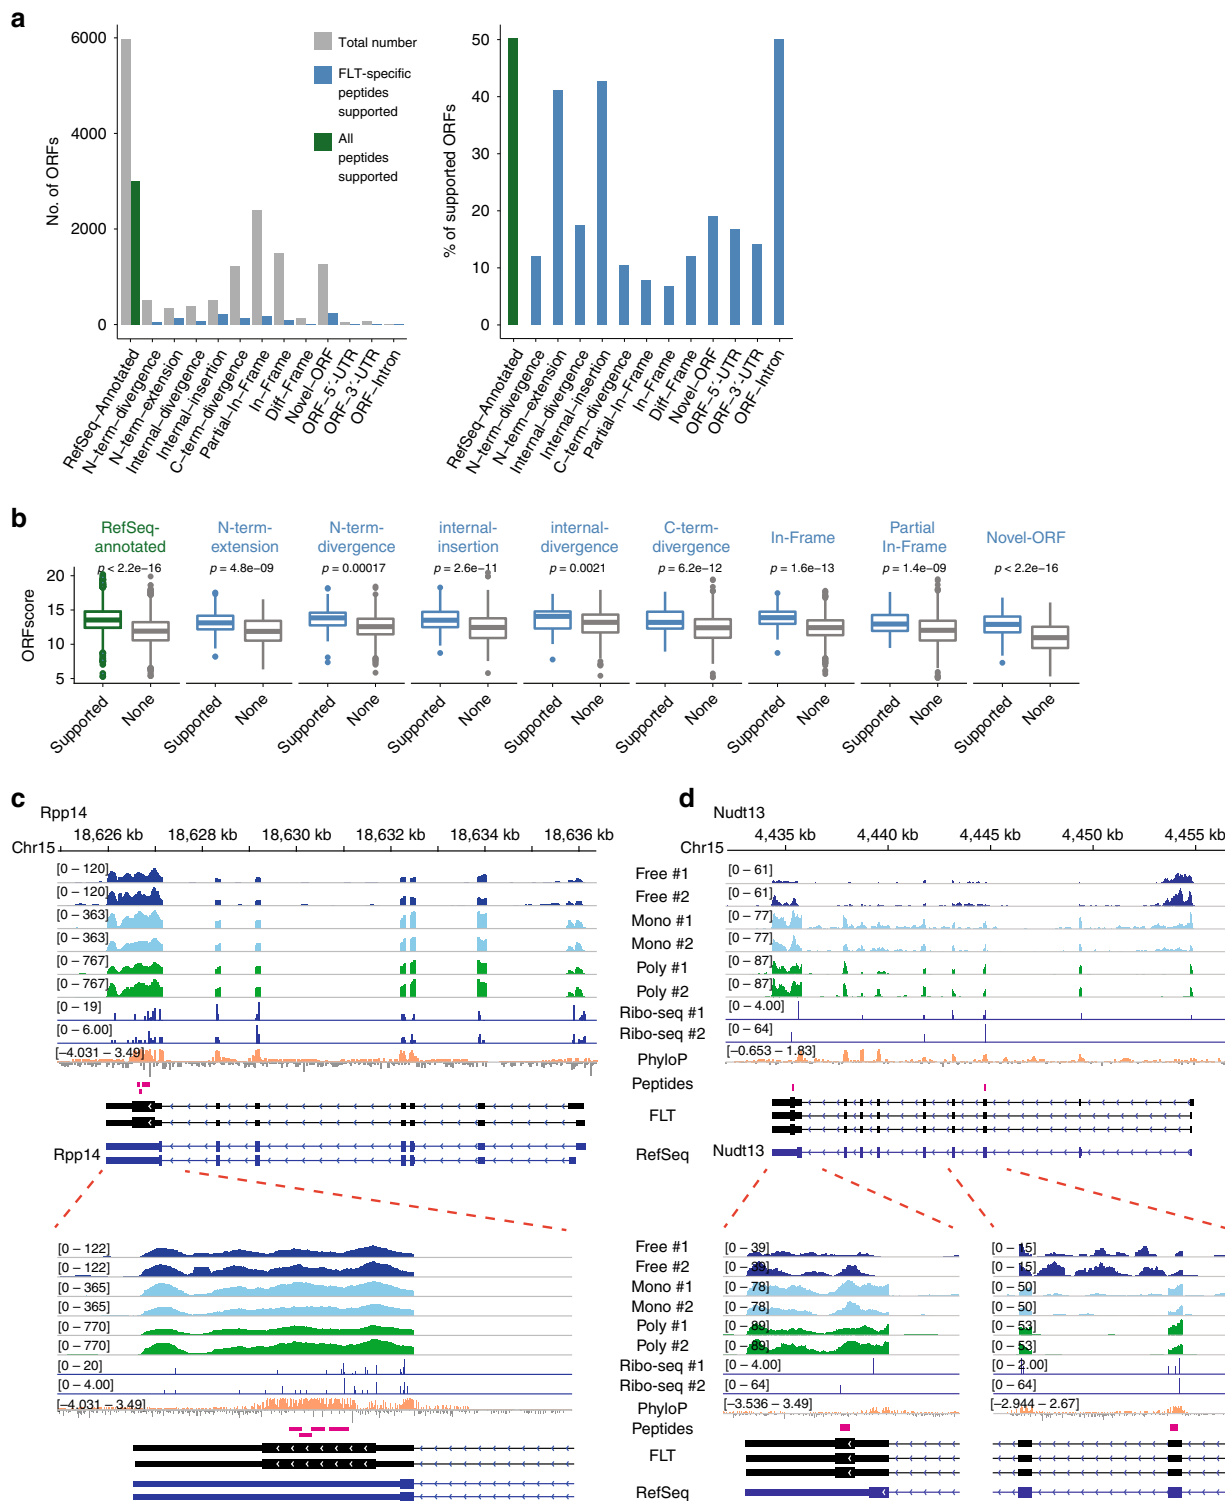 a
6000
4000
2000
0
No. of ORFs
Total number
FLT-specific
peptides
supported
All
peptides
supported
RefSeq–Annotated
N–term–divergence
N–term–extension
Internal–divergence
Internal–insertion
C–term–divergence
Partial–In–Frame
In–Frame
Diff–Frame
Novel–ORF
ORF–5′–UTR
ORF–3′–UTR
ORF–Intron
50
40
30
20
10
0
% of supported ORFs
RefSeq–Annotated
N–term–divergence
N–term–extension
Internal–divergence
Internal–insertion
C–term–divergence
Partial–In–Frame
In–Frame
Diff–Frame
Novel–ORF
ORF–5′–UTR
ORF–3′–UTR
ORF–Intron
b
RefSeq-
annotated
p < 2.2e−16
N-term-
extension
p = 4.8e−09
N-term-
divergence
p = 0.00017
internal-
insertion
p = 2.6e−11
internal-
divergence
p = 0.0021
C-term-
divergence
p = 6.2e−12
In-Frame
p = 1.6e−13
Partial
In-Frame
p = 1.4e−09
Novel-ORF
p < 2.2e−16
20
15
10
5
ORFscore
Supported None
Supported None
Supported None
Supported None
Supported None
Supported None
Supported None
Supported None
Supported None
c
Rpp14
18,626 kb 18,628 kb 18,630 kb 18,632 kb 18,634 kb 18,636 kb
Chr15
[0 – 120]
[0 – 120]
[0 – 363]
[0 – 363]
[0 – 767]
[0 – 767]
[0 – 19]
[0 – 6.00]
[−4.031 – 3.49]
Rpp14
[0 – 122]
[0 – 122]
[0 – 365]
[0 – 365]
[0 – 770]
[0 – 770]
[0 – 20]
[0 – 4.00]
[−4.031 – 3.49]
d
Nudt13
4,435 kb 4,440 kb 4,445 kb 4,450 kb 4,455 kb
Chr15
Free #1 [0 – 61]
Free #2 [0 – 61]
Mono #1 [0 – 77]
Mono #2 [0 – 77]
Poly #1 [0 – 87]
Poly #2 [0 – 87]
Ribo-seq #1 [0 – 4.00]
Ribo-seq #2 [0 – 64]
PhyloP [−0.653 – 1.83]
Peptides
FLT
RefSeq Nudt13
Free #1 [0 – 39] [0 – 15]
Free #2 [0 – 39] [0 – 15]
Mono #1 [0 – 78] [0 – 50]
Mono #2 [0 – 78] [0 – 50]
Poly #1 [0 – 89] [0 – 53]
Poly #2 [0 – 89] [0 – 53]
Ribo-seq #1 [0 – 4.00] [0 – 2.00]
Ribo-seq #2 [0 – 64] [0 – 64]
PhyloP [−3.536 – 3.49] [−2.944 – 2.67]
Peptides
FLT
RefSeq